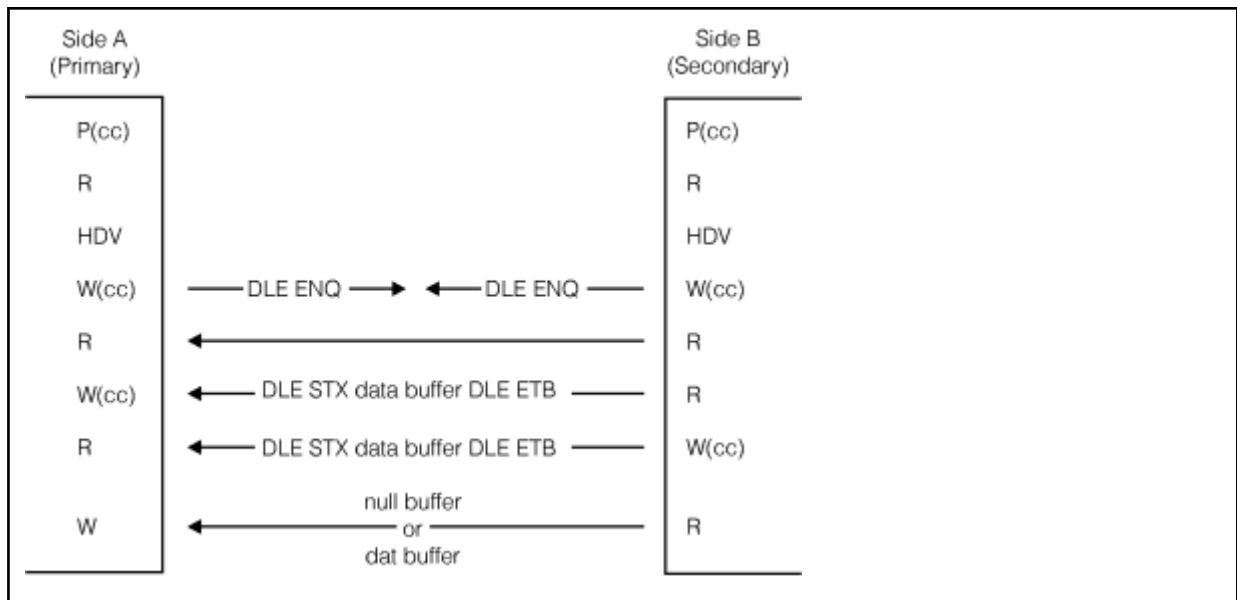 Side A
(Primary)
Side B
(Secondary)
P(cc)
P(cc)
R
R
HDV
HDV
W(cc)
DLE ENQ
DLE ENQ
W(cc)
R
R
W(cc)
DLE STX data buffer DLE ETB
R
R
DLE STX data buffer DLE ETB
W(cc)
W
null buffer
or
dat buffer
R